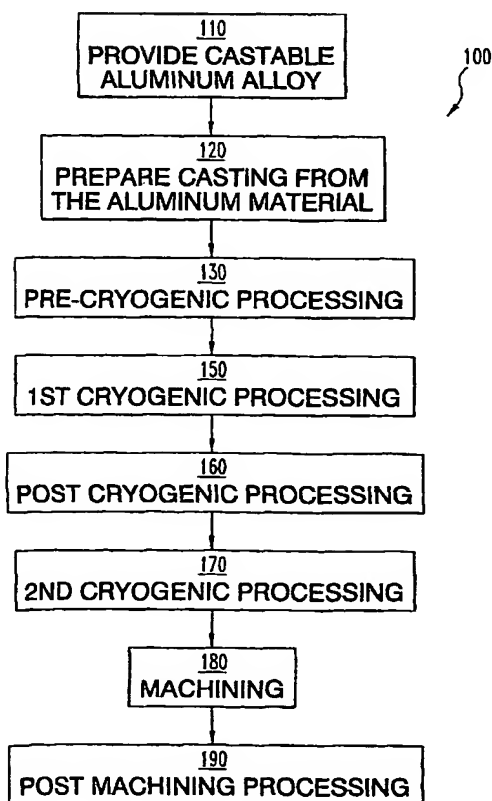 110
PROVIDE CASTABLE
ALUMINUM ALLOY
100
120
PREPARE CASTING FROM
THE ALUMINUM MATERIAL
130
PRE-CRYOGENIC PROCESSING
150
1ST CRYOGENIC PROCESSING
160
POST CRYOGENIC PROCESSING
170
2ND CRYOGENIC PROCESSING
180
MACHINING
190
POST MACHINING PROCESSING